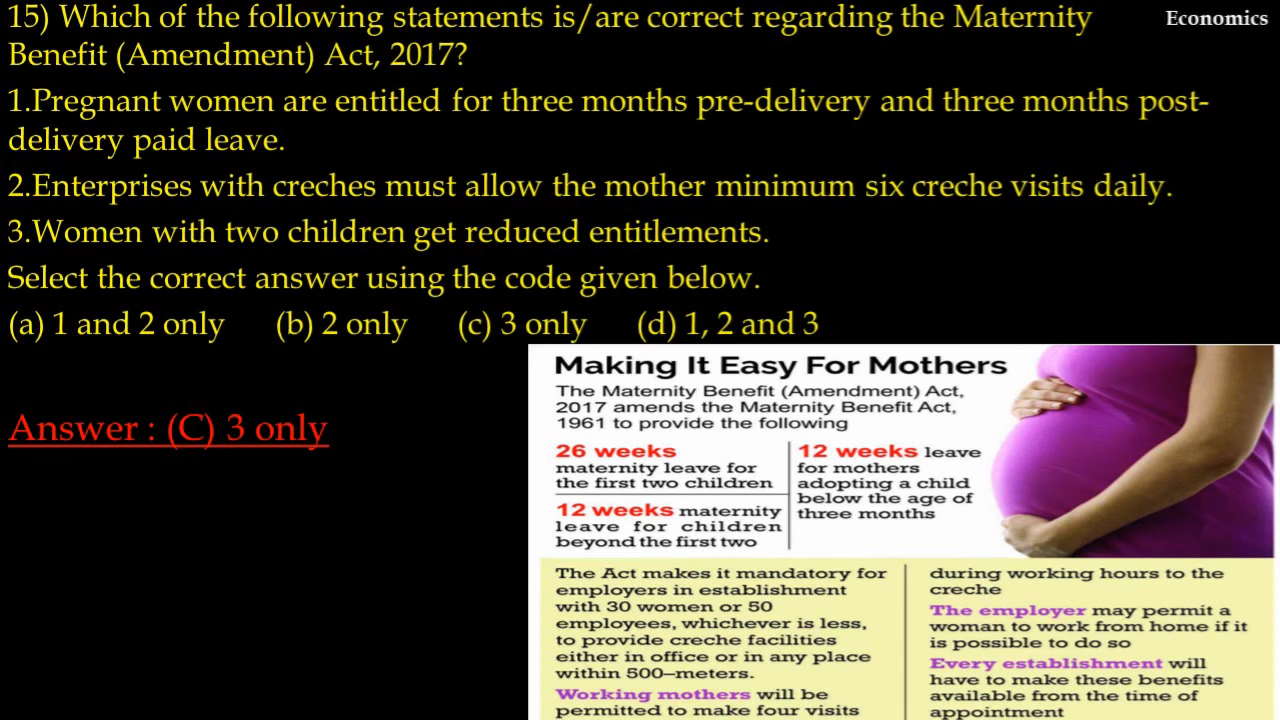 15) Which of the following statements is/are correct regarding the Maternity
Economics
Benefit (Amendment) Act, 2017?
1.Pregnant women are entitled for three months pre-delivery and three months post-
delivery paid leave.
2.Enterprises with creches must allow the mother minimum six creche visits daily.
3.Women with two children get reduced entitlements.
Select the correct answer using the code given below.
(a) 1 and 2 only (b) 2 only (c) 3 only (d) 1, 2 and 3
Answer : (C) 3 only
Making It Easy For Mothers
The Maternity Benefit (Amendment) Act,
2017 amends the Maternity Benefit Act,
1961 to provide the following
26 weeks
maternity leave for
the first two children
12 weeks maternity
leave for children
beyond the first two
12 weeks leave
for mothers
adopting a child
below the age of
three months
The Act makes it mandatory for
employers in establishment
with 30 women or 50
employees, whichever is less,
to provide creche facilities
either in office or in any place
within 500–meters.
Working mothers will be
permitted to make four visits
during working hours to the
creche
The employer may permit a
woman to work from home if it
is possible to do so
Every establishment will
have to make these benefits
available from the time of
appointment